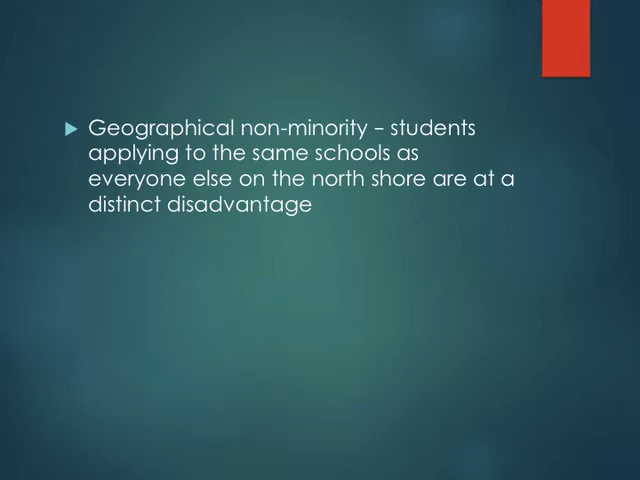 Geographical non-minority – students
applying to the same schools as
everyone else on the north shore are at a
distinct disadvantage